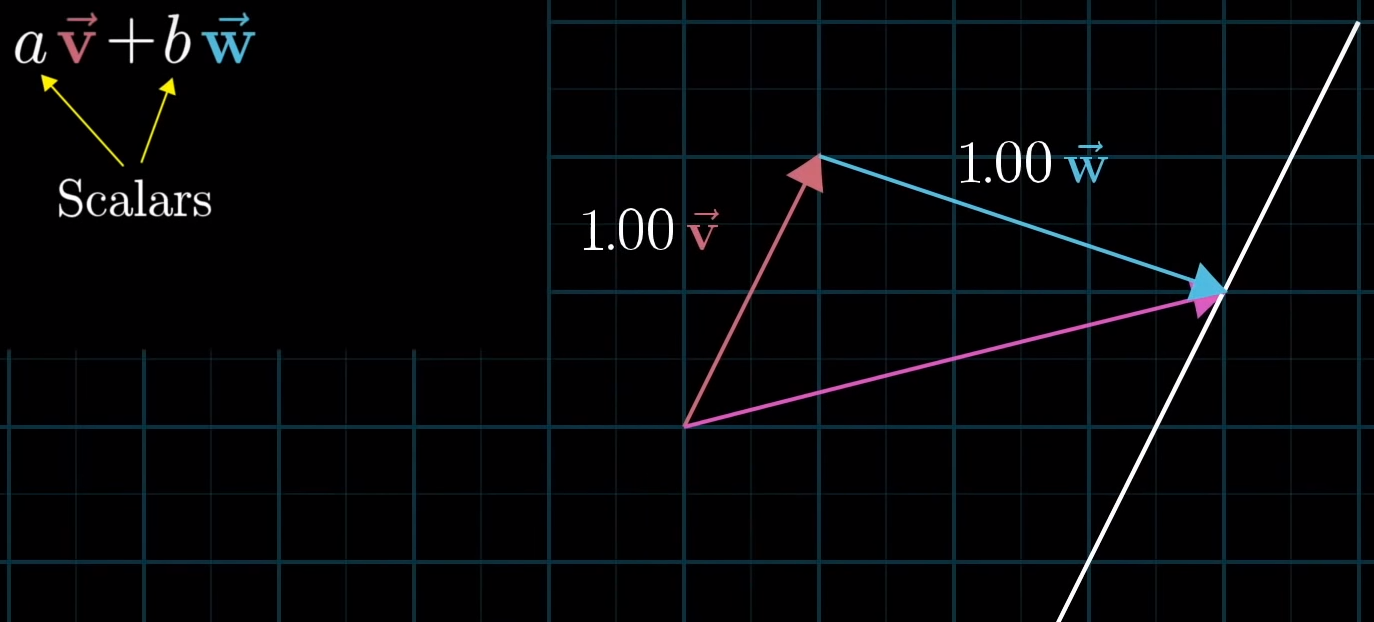 a v⃗ + b w⃗
Scalars
1.00 w⃗
1.00 v⃗